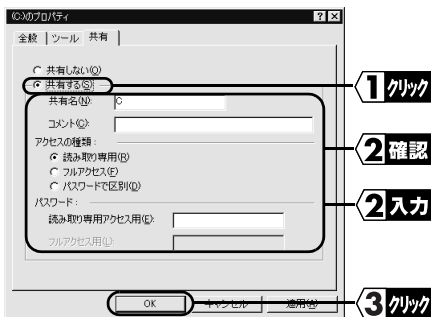 (C:)のプロパティ
全般 ツール 共有
共有しない(O)
共有する(S)
1 クリック
共有名(N): C
コメント(C):
アクセスの種類:
2 確認
読み取り専用(R)
フルアクセス(F)
パスワードで区別(D)
パスワード:
2 入力
読み取り専用アクセス用(E):
フルアクセス用(L):
OK キャンセル 適用(A)
3 クリック